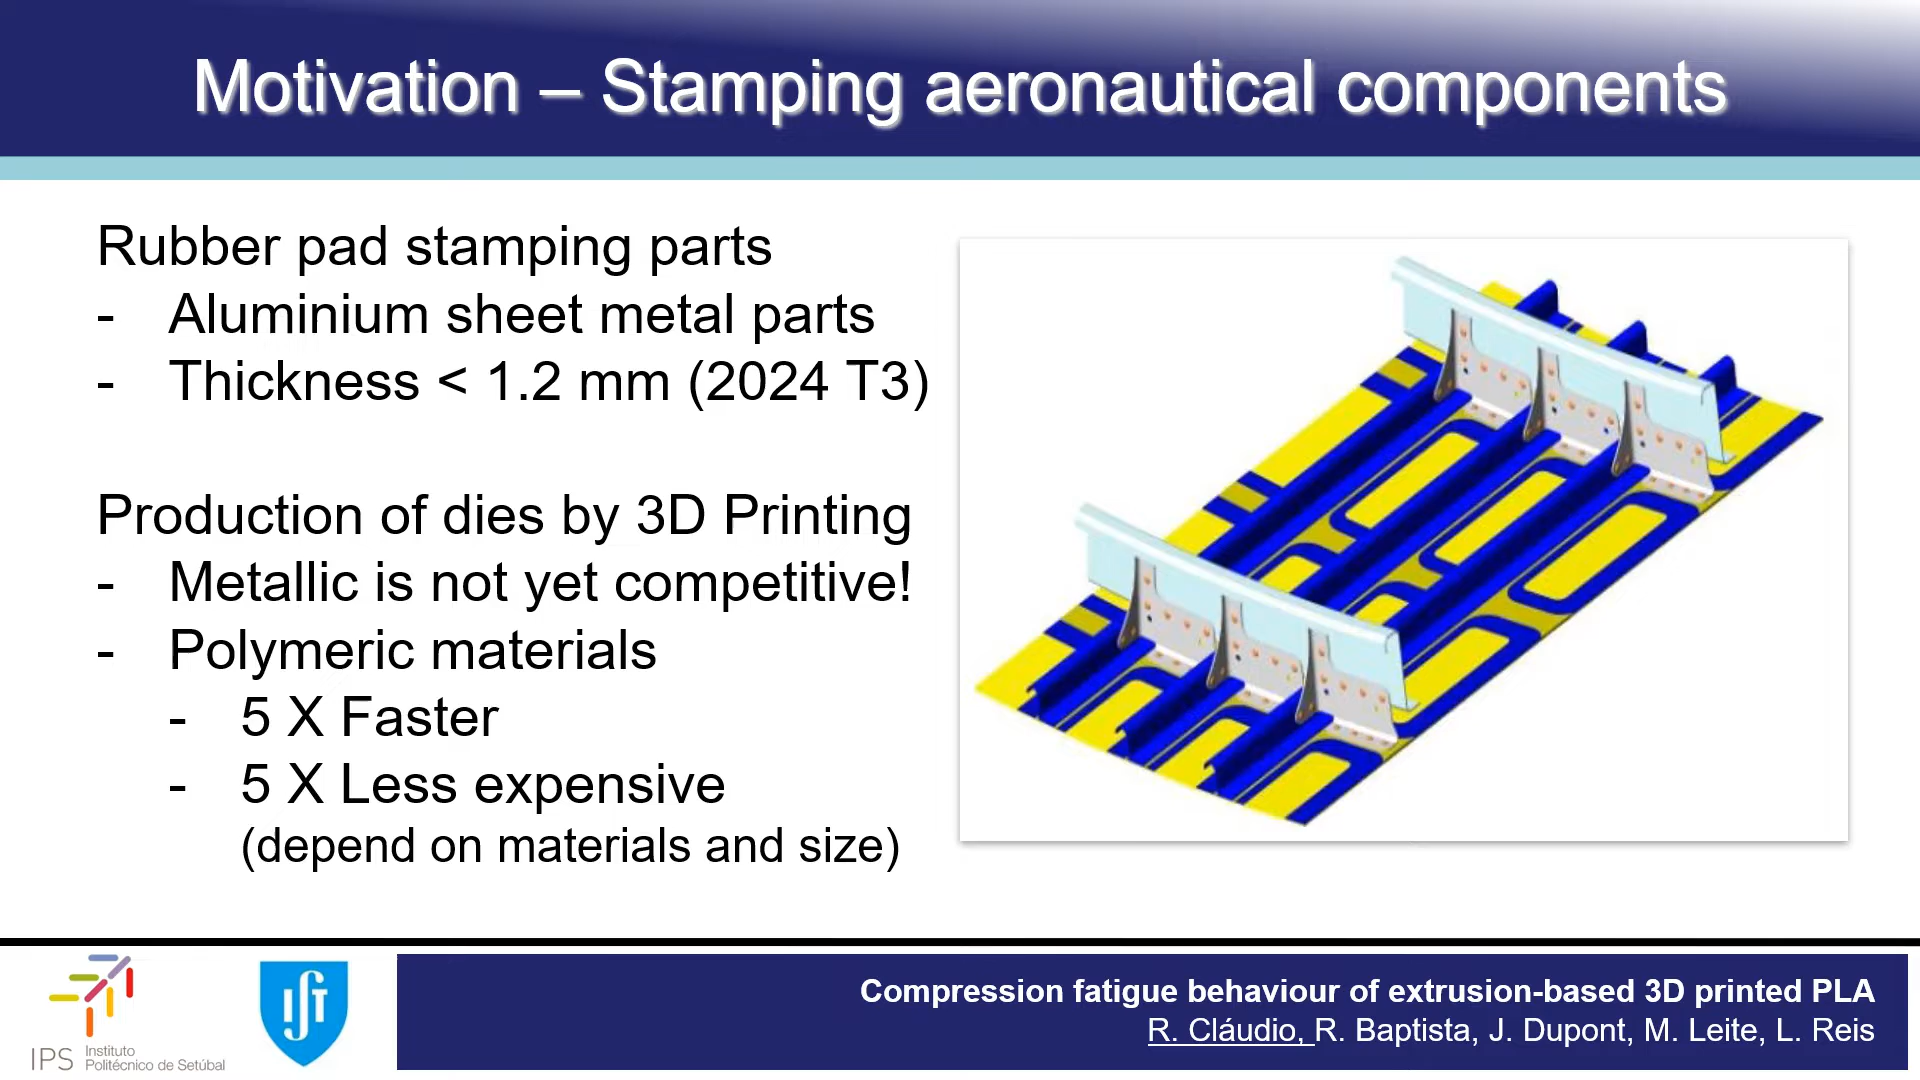 Motivation – Stamping aeronautical components
Rubber pad stamping parts
- Aluminium sheet metal parts
- Thickness < 1.2 mm (2024 T3)
Production of dies by 3D Printing
- Metallic is not yet competitive!
- Polymeric materials
- 5 X Faster
- 5 X Less expensive
(depend on materials and size)
IPS Instituto
Politécnico de Setúbal
Compression fatigue behaviour of extrusion-based 3D printed PLA
R. Cláudio, R. Baptista, J. Dupont, M. Leite, L. Reis